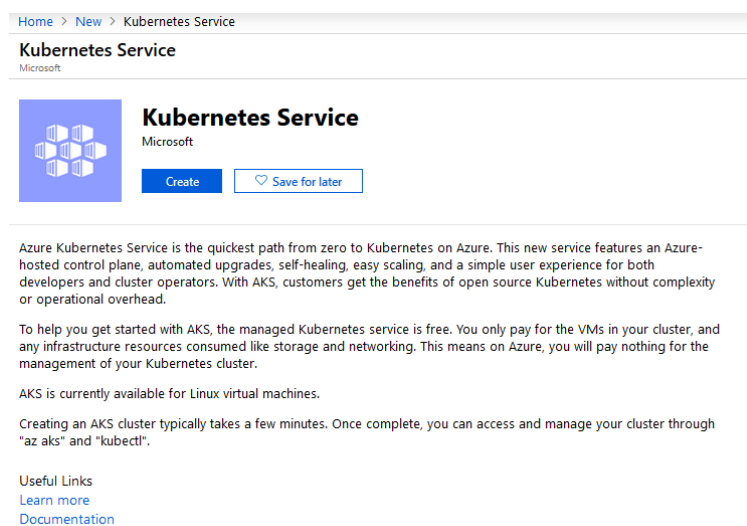 Home > New > Kubernetes Service
Kubernetes Service
Microsoft
Kubernetes Service
Microsoft
Create
Save for later
Azure Kubernetes Service is the quickest path from zero to Kubernetes on Azure. This new service features an Azure-
hosted control plane, automated upgrades, self-healing, easy scaling, and a simple user experience for both
developers and cluster operators. With AKS, customers get the benefits of open source Kubernetes without complexity
or operational overhead.
To help you get started with AKS, the managed Kubernetes service is free. You only pay for the VMs in your cluster, and
any infrastructure resources consumed like storage and networking. This means on Azure, you will pay nothing for the
management of your Kubernetes cluster.
AKS is currently available for Linux virtual machines.
Creating an AKS cluster typically takes a few minutes. Once complete, you can access and manage your cluster through
"az aks" and "kubectl".
Useful Links
Learn more
Documentation